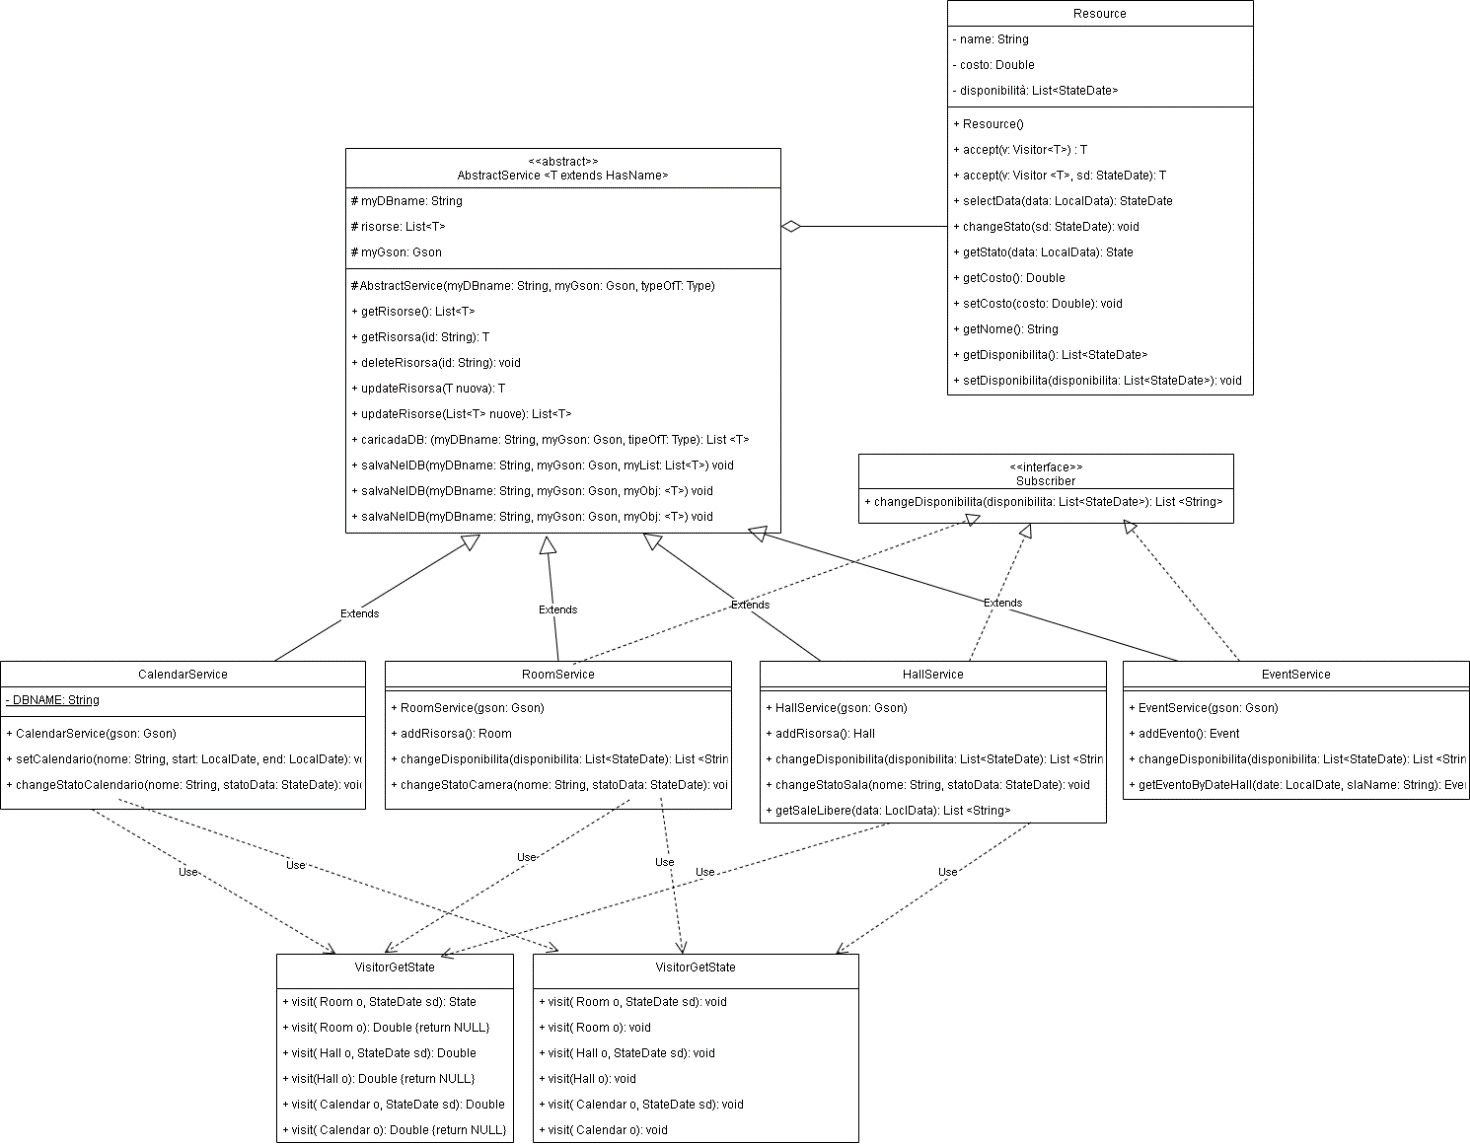 Resource
- name: String
- costo: Double
- disponibilità: List<StateDate>
+ Resource()
+ accept(v: Visitor<T>) : T
+ accept(v: Visitor <T>, sd: StateDate): T
+ selectData(data: LocalData): StateDate
+ changeStato(sd: StateDate): void
+ getStato(data: LocalData): State
+ getCosto(): Double
+ setCosto(costo: Double): void
+ getNome(): String
+ getDisponibilita(): List<StateDate>
+ setDisponibilita(disponibilita: List<StateDate>): void
<<abstract>>
AbstractService <T extends HasName>
# myDBname: String
# risorse: List<T>
# myGson: Gson
#AbstractService(myDBname: String, myGson: Gson, typeOfT: Type)
+ getRisorse(): List<T>
+ getRisorsa(id: String): T
+ deleteRisorsa(id: String): void
+ updateRisorsa(T nuova): T
+ updateRisorse(List<T> nuove): List<T>
+ caricadaDB: (myDBname: String, myGson: Gson, tipeOfT: Type): List <T>
+ salvaNelDB(myDBname: String, myGson: Gson, myList: List<T>) void
+ salvaNelDB(myDBname: String, myGson: Gson, myObj: <T>) void
+ salvaNelDB(myDBname: String, myGson: Gson, myObj: <T>) void
<<interface>>
Subscriber
+ changeDisponibilita(disponibilita: List<StateDate>): List <String>
Extends
Extends
Extends
Extends
CalendarService
- DBNAME: String
+ CalendarService(gson: Gson)
+ setCalendario(nome: String, start: LocalDate, end: LocalDate): v
+ changeStatoCalendario(nome: String, statoData: StateDate): voi
RoomService
+ RoomService(gson: Gson)
+ addRisorsa(): Room
+ changeDisponibilita(disponibilita: List<StateDate): List <Strin
+ changeStatoCamera(nome: String, statoData: StateDate): voi
HallService
+ HallService(gson: Gson)
+ addRisorsa(): Hall
+ changeDisponibilita(disponibilita: List<StateDate): List <Strin
+ changeStatoSala(nome: String, statoData: StateDate): void
+ getSaleLibere(data: LoclData): List <String>
EventService
+ EventService(gson: Gson)
+ addEvento(): Event
+ changeDisponibilita(disponibilita: List<StateDate): List <Strin
+ getEventoByDateHall(date: LocalDate, slaName: String): Eve
Use
Use
Use
Use
Use
Use
VisitorGetState
+ visit( Room o, StateDate sd): State
+ visit( Room o): Double {return NULL}
+ visit( Hall o, StateDate sd): Double
+ visit(Hall o): Double {return NULL}
+ visit( Calendar o, StateDate sd): Double
+ visit( Calendar o): Double {return NULL}
VisitorGetState
+ visit( Room o, StateDate sd): void
+ visit( Room o): void
+ visit( Hall o, StateDate sd): void
+ visit(Hall o): void
+ visit( Calendar o, StateDate sd): void
+ visit( Calendar o): void